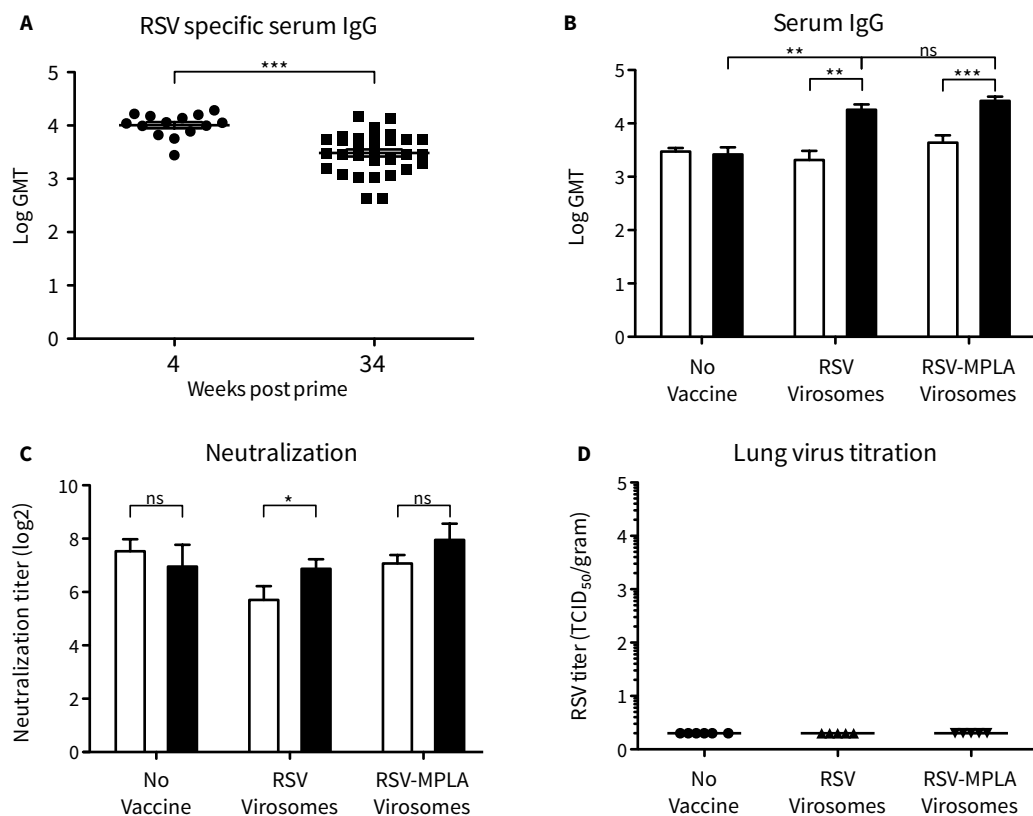 A
RSV specific serum IgG
***
Log GMT
5
4
3
2
1
0
4
34
Weeks post prime
B
Serum IgG
**
ns
**
***
Log GMT
5
4
3
2
1
0
No
Vaccine
RSV
Virosomes
RSV-MPLA
Virosomes
C
Neutralization
ns
*
ns
Neutralization titer (log2)
10
8
6
4
2
0
No
Vaccine
RSV
Virosomes
RSV-MPLA
Virosomes
D
Lung virus titration
RSV titer (TCID50/gram)
5
4
3
2
1
0
No
Vaccine
RSV
Virosomes
RSV-MPLA
Virosomes